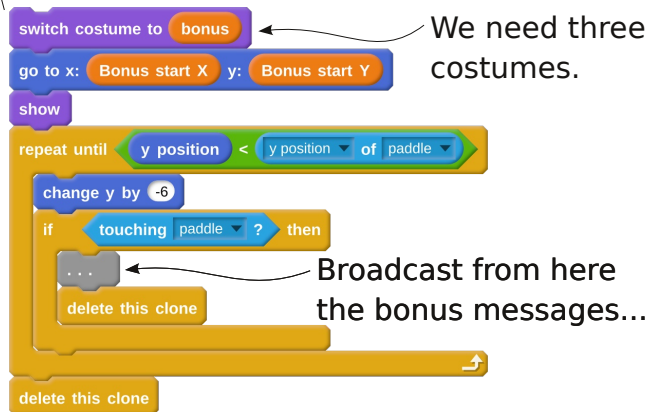 \
switch costume to bonus
We need three
costumes.
go to x: Bonus start X y: Bonus start Y
show
repeat until y position < y position of paddle
change y by -6
if touching paddle ? then
. . .
Broadcast from here
the bonus messages...
delete this clone
delete this clone